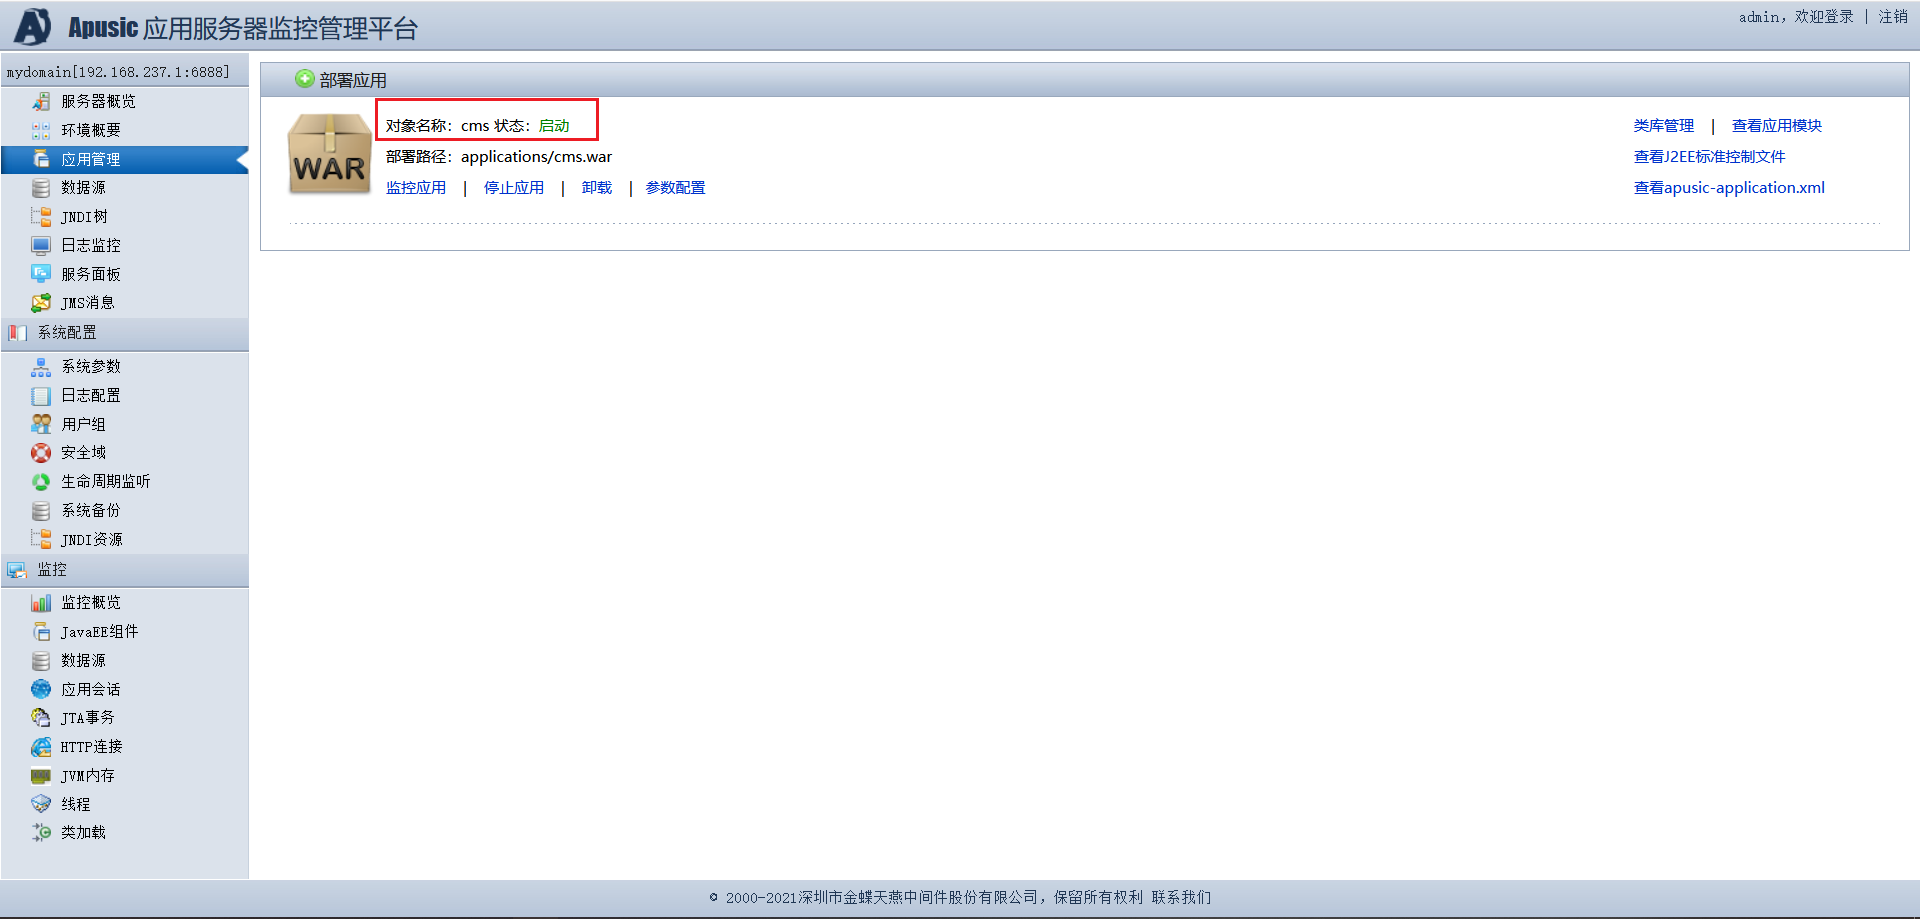 Apusic 应用服务器监控管理平台
admin，欢迎登录 | 注销
mydomain[192.168.237.1:6888]
服务器概览
环境概要
应用管理
数据源
JNDI树
日志监控
服务面板
JMS消息
系统配置
系统参数
日志配置
用户组
安全域
生命周期监听
系统备份
JNDI资源
监控
监控概览
JavaEE组件
数据源
应用会话
JTA事务
HTTP连接
JVM内存
线程
类加载
部署应用
WAR
对象名称：cms 状态：启动
部署路径：applications/cms.war
监控应用 | 停止应用 | 卸载 | 参数配置
类库管理 | 查看应用模块
查看J2EE标准控制文件
查看apusic-application.xml
© 2000-2021深圳市金蝶天燕中间件股份有限公司，保留所有权利 联系我们